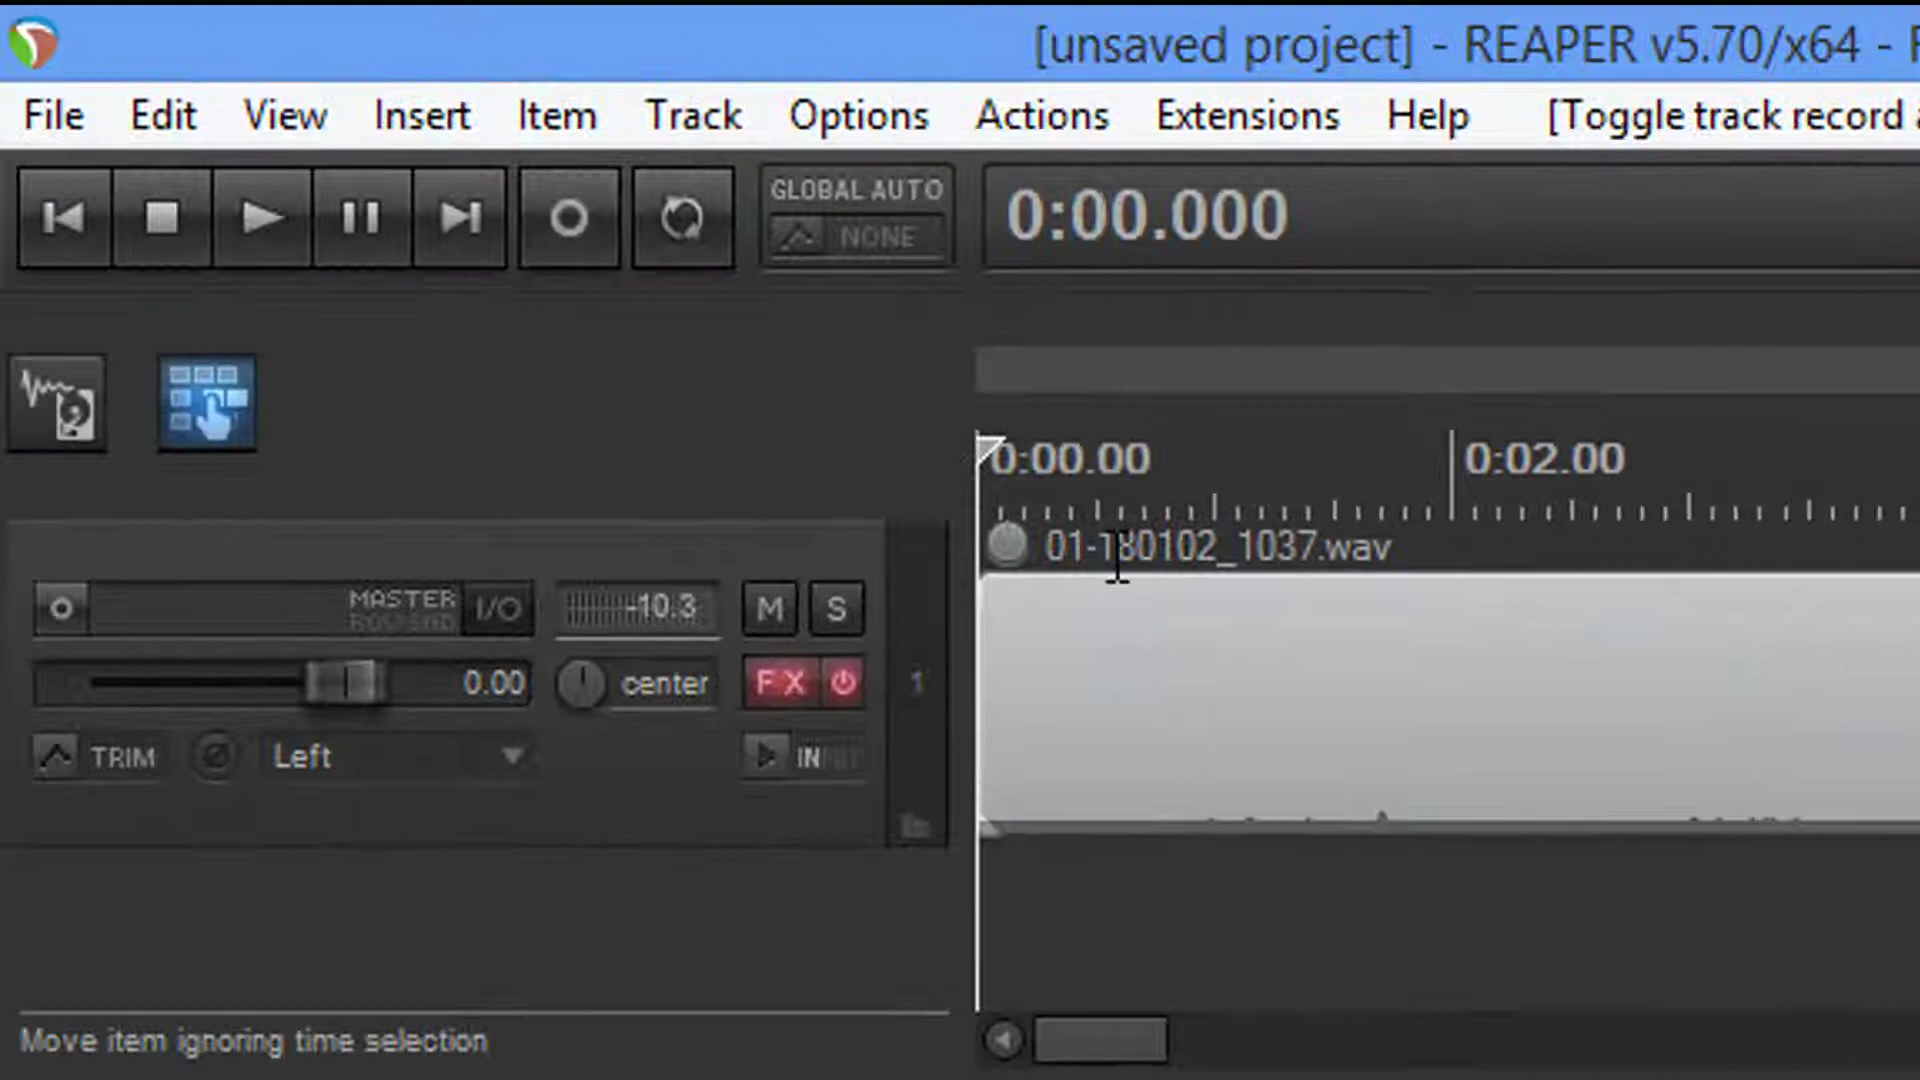 [unsaved project] - REAPER v5.70/x64 -
File Edit View Insert Item Track Options Actions Extensions Help [Toggle track record
GLOBAL AUTO
NONE
0:00.000
0:00.00 0:02.00
01-180102_1037.wav
MASTER I/O -10.3 M S
0.00 center FX 1
TRIM Left IN
Move item ignoring time selection